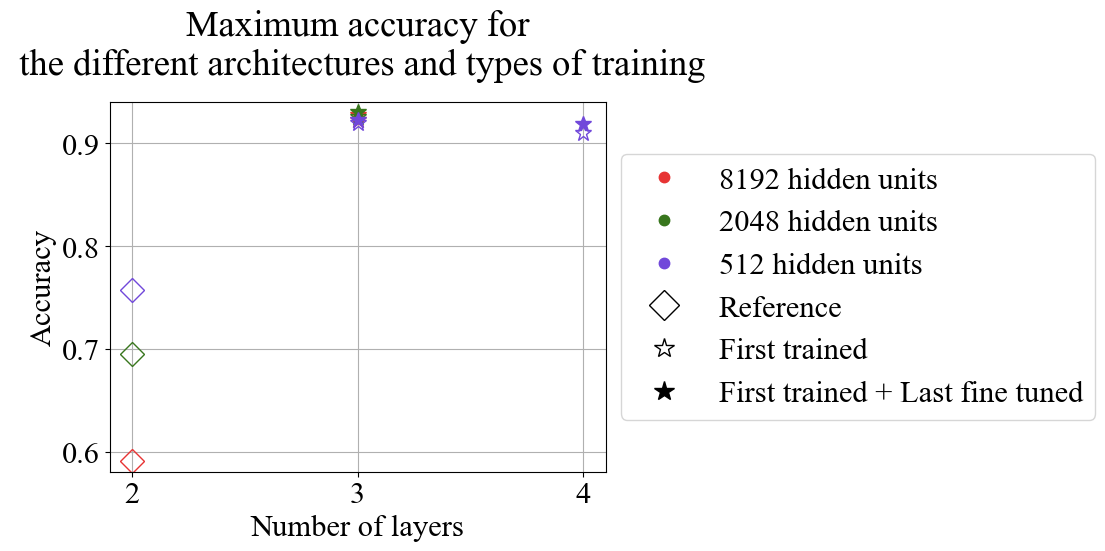 Maximum accuracy for
the different architectures and types of training
0.9
0.8
0.7
0.6
Accuracy
2 3 4
Number of layers
8192 hidden units
2048 hidden units
512 hidden units
Reference
First trained
First trained + Last fine tuned